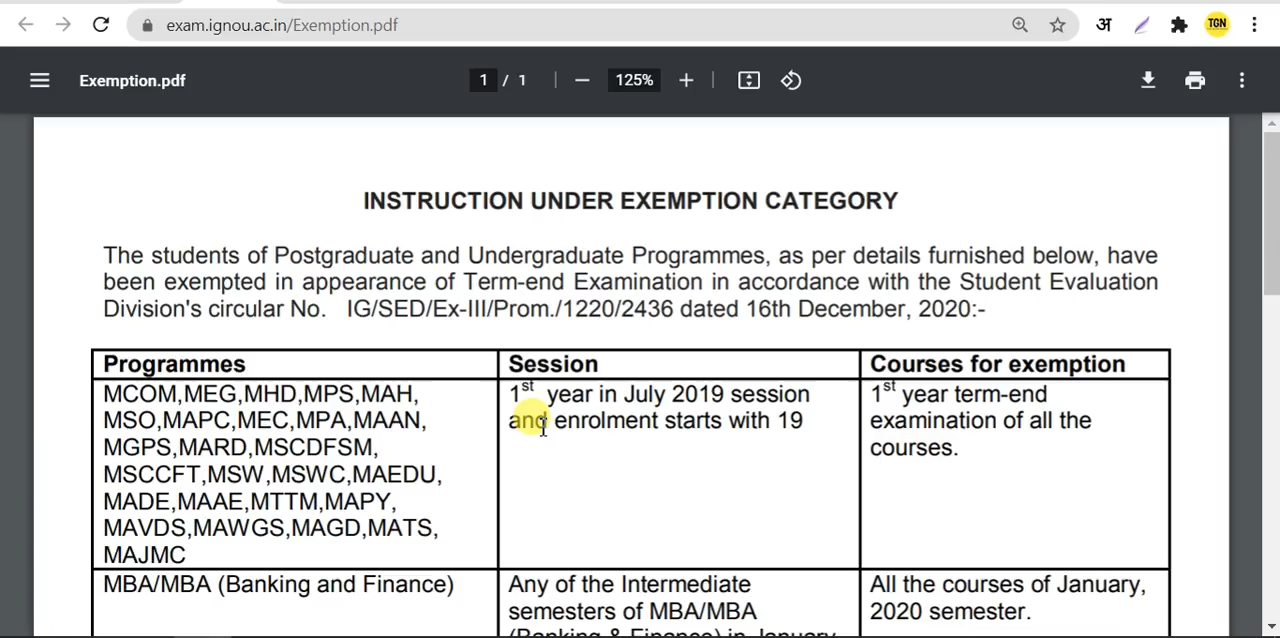 exam.ignou.ac.in/Exemption.pdf
अ
TGN
Exemption.pdf
1 / 1
125%
INSTRUCTION UNDER EXEMPTION CATEGORY
The students of Postgraduate and Undergraduate Programmes, as per details furnished below, have
been exempted in appearance of Term-end Examination in accordance with the Student Evaluation
Division's circular No. IG/SED/Ex-III/Prom./1220/2436 dated 16th December, 2020:-
Programmes
Session
Courses for exemption
MCOM,MEG,MHD,MPS,MAH,
MSO,MAPC,MEC,MPA,MAAN,
MGPS,MARD,MSCDFSM,
MSCCFT,MSW,MSWC,MAEDU,
MADE,MAAE,MTTM,MAPY,
MAVDS,MAWGS,MAGD,MATS,
MAJMC
1st year in July 2019 session
and enrolment starts with 19
1st year term-end
examination of all the
courses.
MBA/MBA (Banking and Finance)
Any of the Intermediate
semesters of MBA/MBA
(Banking & Finance) in January
All the courses of January,
2020 semester.